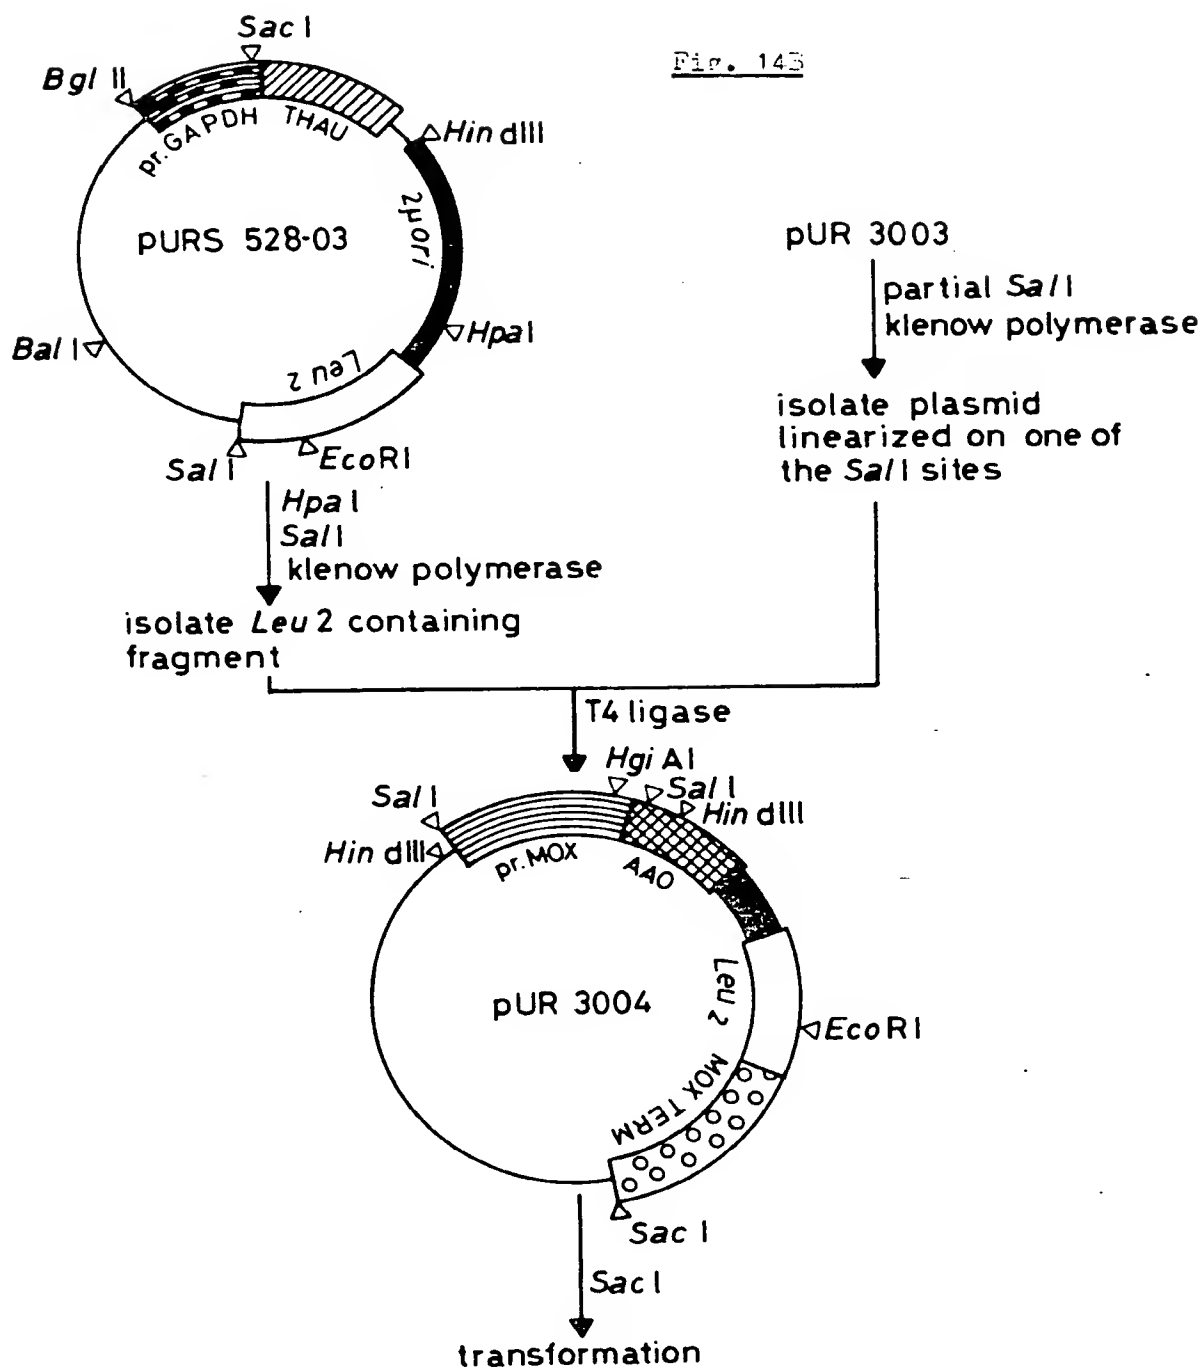 Fig. 14B
Sac I
Bgl II
pr. GAPDH
THAU
Hin dIII
2μ ori
pURS 528-03
Hpa I
Bal I
Leu 2
Sal I
EcoRI
Hpa I
Sal I
klenow polymerase
isolate Leu 2 containing
fragment
pUR 3003
partial Sal I
klenow polymerase
isolate plasmid
linearized on one of
the Sal I sites
T4 ligase
Hgi AI
Sal I
Sal I
Hin dIII
Hin dIII
pr. MOX
AAO
Leu 2
pUR 3004
EcoRI
MOX TERM
Sac I
Sac I
transformation